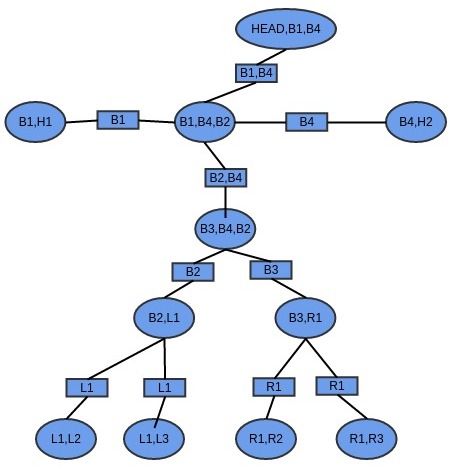 HEAD,B1,B4
B1,B4
B1,H1
B1
B1,B4,B2
B4
B4,H2
B2,B4
B3,B4,B2
B2
B3
B2,L1
B3,R1
L1
L1
R1
R1
L1,L2
L1,L3
R1,R2
R1,R3